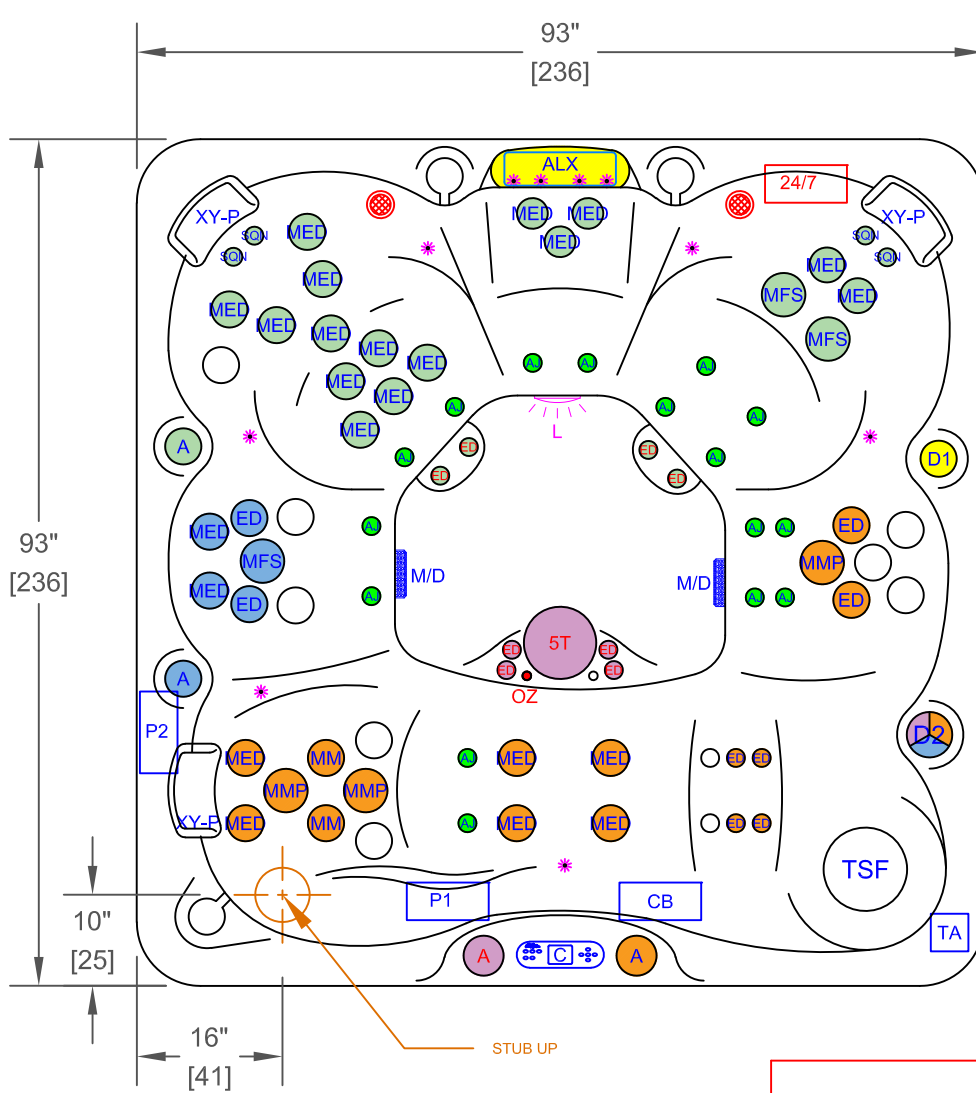 93"
[236]
ALX
24/7
XY-P
XY-P
SQN
SQN
MED
MED
MED
MED
SQN
SQN
MED
MED
MED
MFS
MED
MFS
MED
MED
MED
MED
MED
MED
MED
MED
AJ
AJ
AJ
AJ
AJ
AJ
AJ
AJ
L
A
ED
ED
ED
ED
D1
93"
[236]
MED
ED
MFS
MED
ED
AJ
AJ
M/D
M/D
AJ
AJ
AJ
AJ
ED
MMP
ED
5T
ED
ED
ED
ED
OZ
A
P2
D2
XY-P
MED
MM
MMP
MMP
MED
MM
AJ
AJ
MED
MED
MED
MED
ED
ED
ED
ED
TSF
P1
CB
TA
A
C
A
10"
[25]
16"
[41]
STUB UP